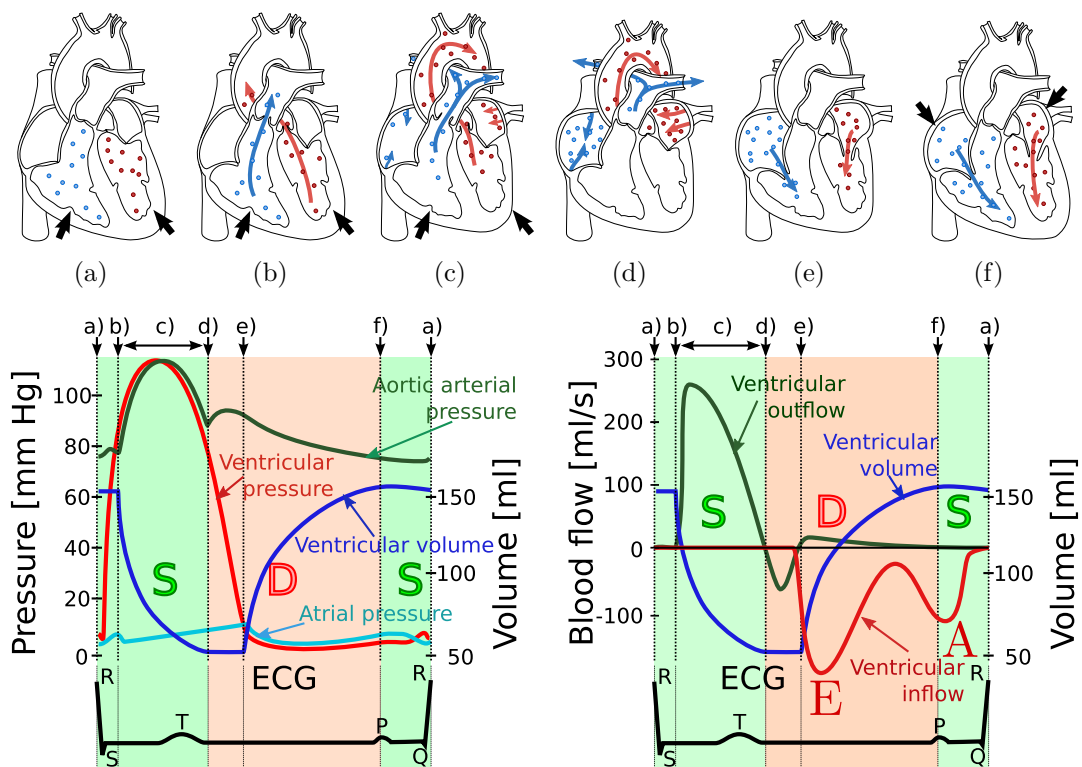 (a) (b) (c) (d) (e) (f)
a) b) c) d) e) f) a)
Pressure [mm Hg]
100
80
60
40
20
0
Aortic arterial
pressure
Ventricular
pressure
Ventricular volume
Atrial pressure
S D S
Volume [ml]
150
100
50
ECG
R R
T P
S Q
a) b) c) d) e) f) a)
Blood flow [ml/s]
300
200
100
0
-100
Ventricular
outflow
Ventricular
volume
S D S
Ventricular
inflow
E A
Volume [ml]
150
100
50
ECG
R R
T P
S Q